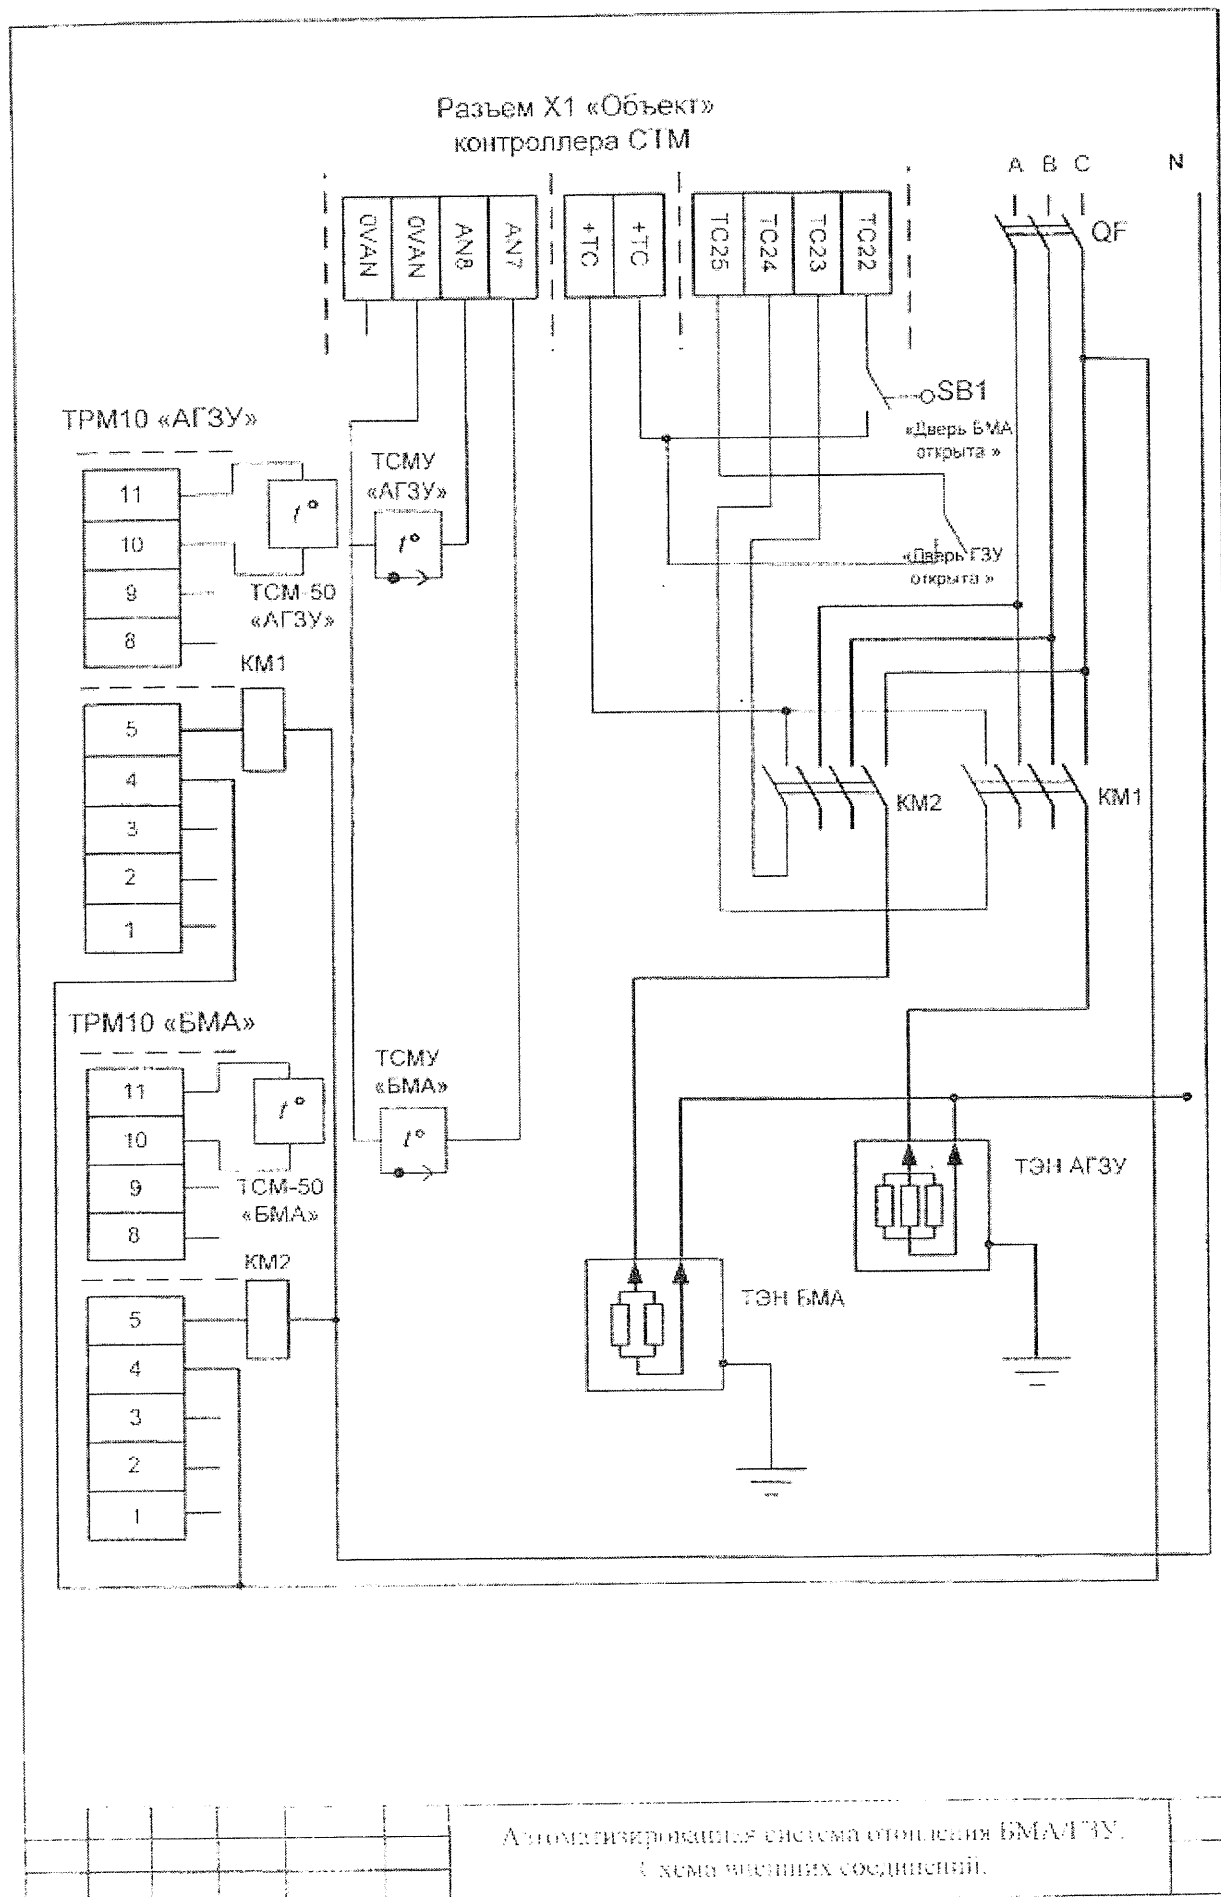 Разъем X1 «Объект»
контроллера СТМ
A B C N
QF
0VAN
0VAN
AN8
AN7
+TC
+TC
TC25
TC24
TC23
TC22
SB1
«Дверь БМА
открыта »
«Дверь ГЗУ
открыта »
ТРМ10 «АГЗУ»
11
10
9
8
t°
ТСМ-50
«АГЗУ»
ТСМУ
«АГЗУ»
t°
КМ1
5
4
3
2
1
КМ2
КМ1
ТРМ10 «БМА»
11
10
9
8
t°
ТСМ-50
«БМА»
ТСМУ
«БМА»
t°
КМ2
5
4
3
2
1
ТЭН АГЗУ
ТЭН БМА
Автоматизированная система отопления БМА/ГЗУ.
Схема внешних соединений.